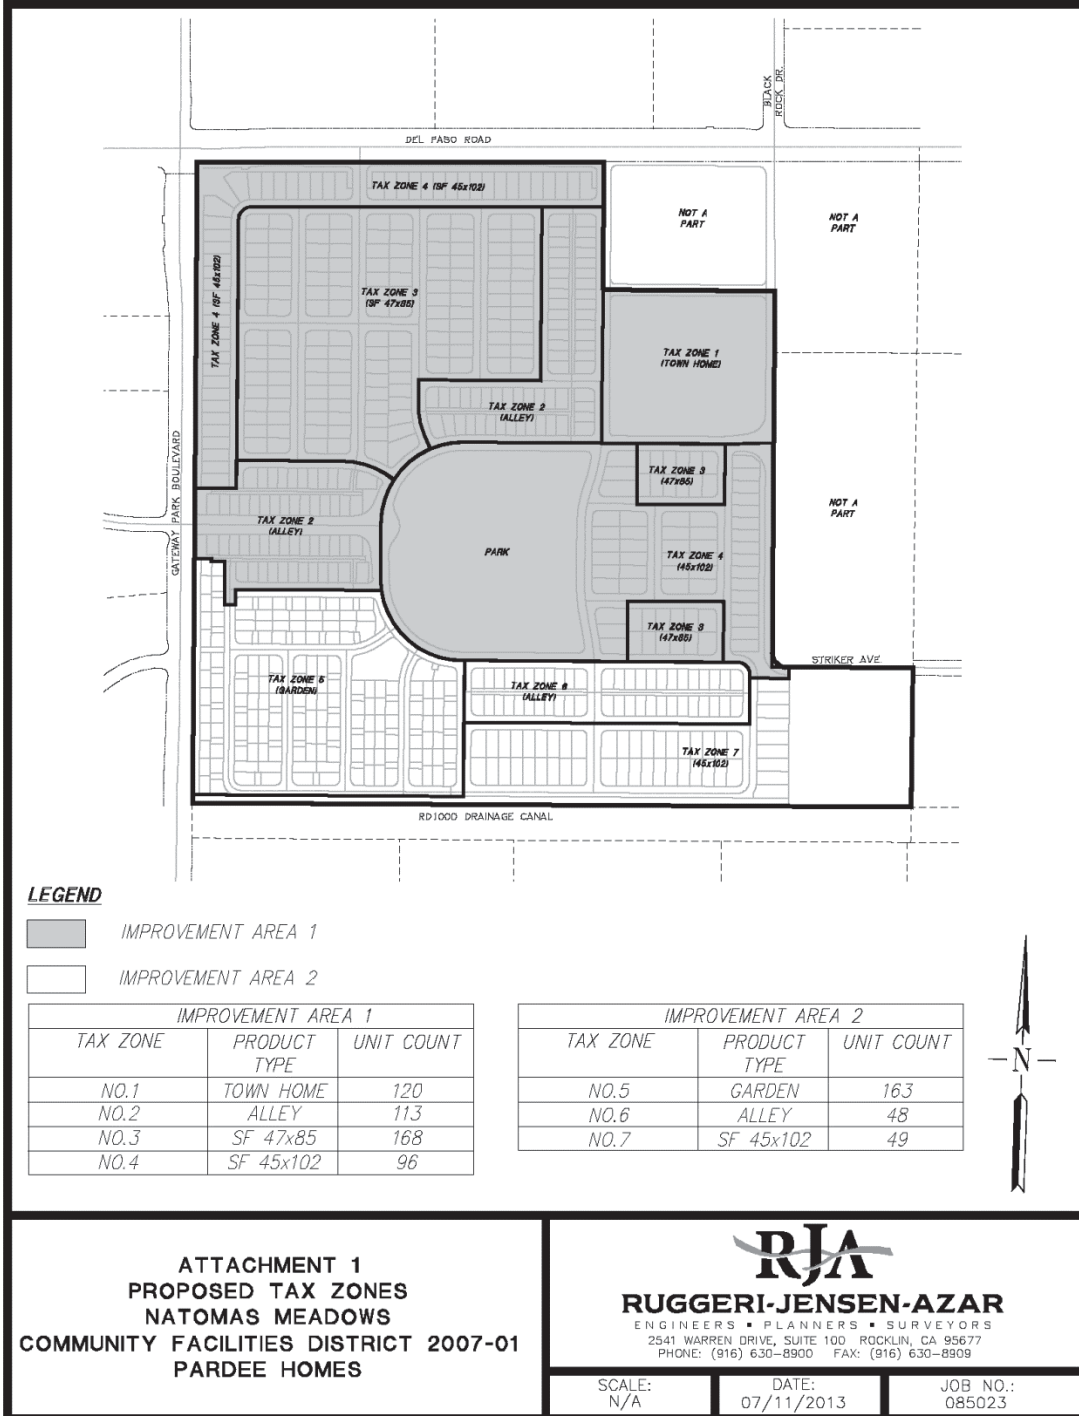 BLACK
ROCK DR.
DEL PASO ROAD
TAX ZONE 4 (SF 45x102)
NOT A
PART
NOT A
PART
TAX ZONE 4 (SF 45x102)
TAX ZONE 3
(SF 47x85)
TAX ZONE 1
(TOWN HOME)
TAX ZONE 2
(ALLEY)
GATEWAY PARK BOULEVARD
TAX ZONE 3
(47x85)
NOT A
PART
TAX ZONE 2
(ALLEY)
PARK
TAX ZONE 4
(45x102)
TAX ZONE 3
(47x85)
STRIKER AVE
TAX ZONE 5
(GARDEN)
TAX ZONE 6
(ALLEY)
TAX ZONE 7
(45x102)
RD1000 DRAINAGE CANAL
LEGEND
IMPROVEMENT AREA 1
IMPROVEMENT AREA 2
IMPROVEMENT AREA 1
TAX ZONE PRODUCT TYPE UNIT COUNT
NO.1 TOWN HOME 120
NO.2 ALLEY 113
NO.3 SF 47x85 168
NO.4 SF 45x102 96
IMPROVEMENT AREA 2
TAX ZONE PRODUCT TYPE UNIT COUNT
NO.5 GARDEN 163
NO.6 ALLEY 48
NO.7 SF 45x102 49
N
ATTACHMENT 1
PROPOSED TAX ZONES
NATOMAS MEADOWS
COMMUNITY FACILITIES DISTRICT 2007-01
PARDEE HOMES
RJA
RUGGERI-JENSEN-AZAR
ENGINEERS ▪ PLANNERS ▪ SURVEYORS
2541 WARREN DRIVE, SUITE 100 ROCKLIN, CA 95677
PHONE: (916) 630-8900 FAX: (916) 630-8909
SCALE:
N/A
DATE:
07/11/2013
JOB NO.:
085023